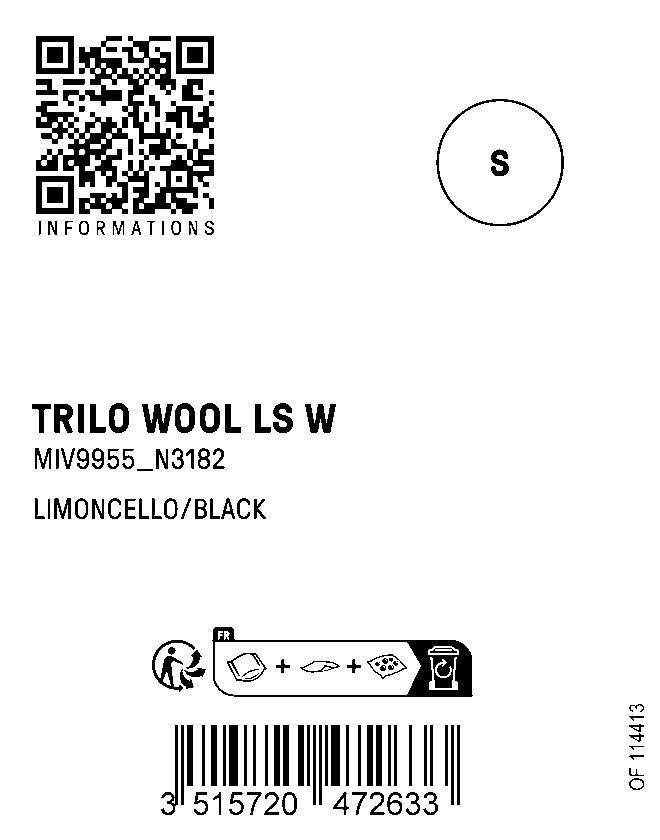 INFORMATIONS
S
TRILO WOOL LS W
MIV9955_N3182
LIMONCELLO/BLACK
FR
3 515720 472633
OF 114413